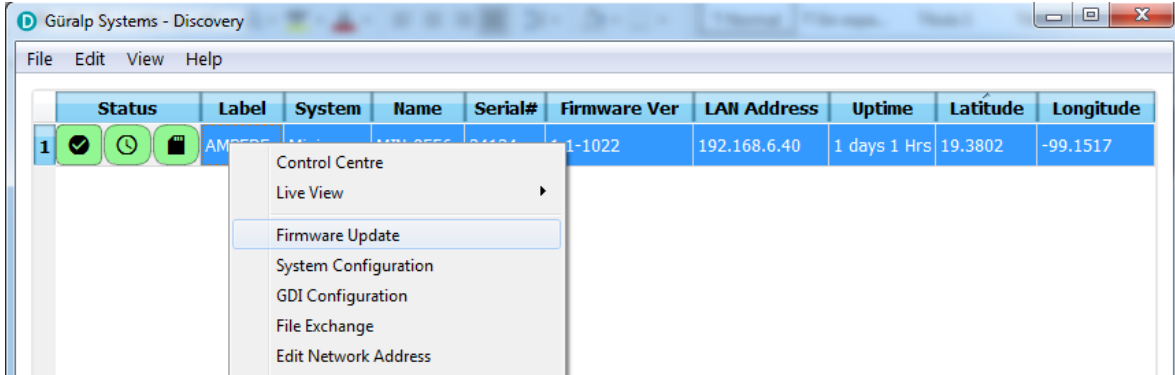 Güralp Systems - Discovery
File Edit View Help
Status Label System Name Serial# Firmware Ver LAN Address Uptime Latitude Longitude
1 1-1022 192.168.6.40 1 days 1 Hrs 19.3802 -99.1517
Control Centre
Live View
Firmware Update
System Configuration
GDI Configuration
File Exchange
Edit Network Address